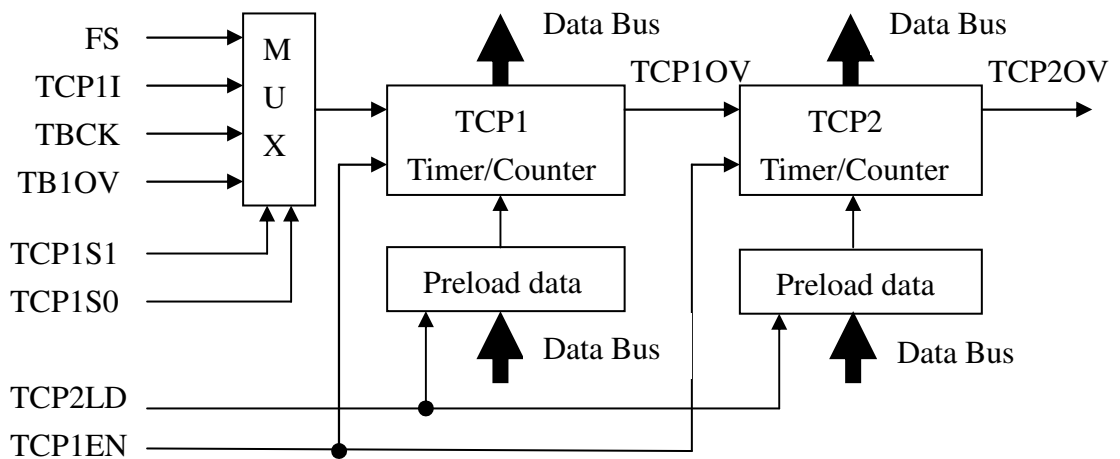 FS
TCP1I
TBCK
TB1OV
TCP1S1
TCP1S0
TCP2LD
TCP1EN
M
U
X
Data Bus
TCP1
Timer/Counter
Preload data
Data Bus
TCP1OV
Data Bus
TCP2
Timer/Counter
Preload data
Data Bus
TCP2OV